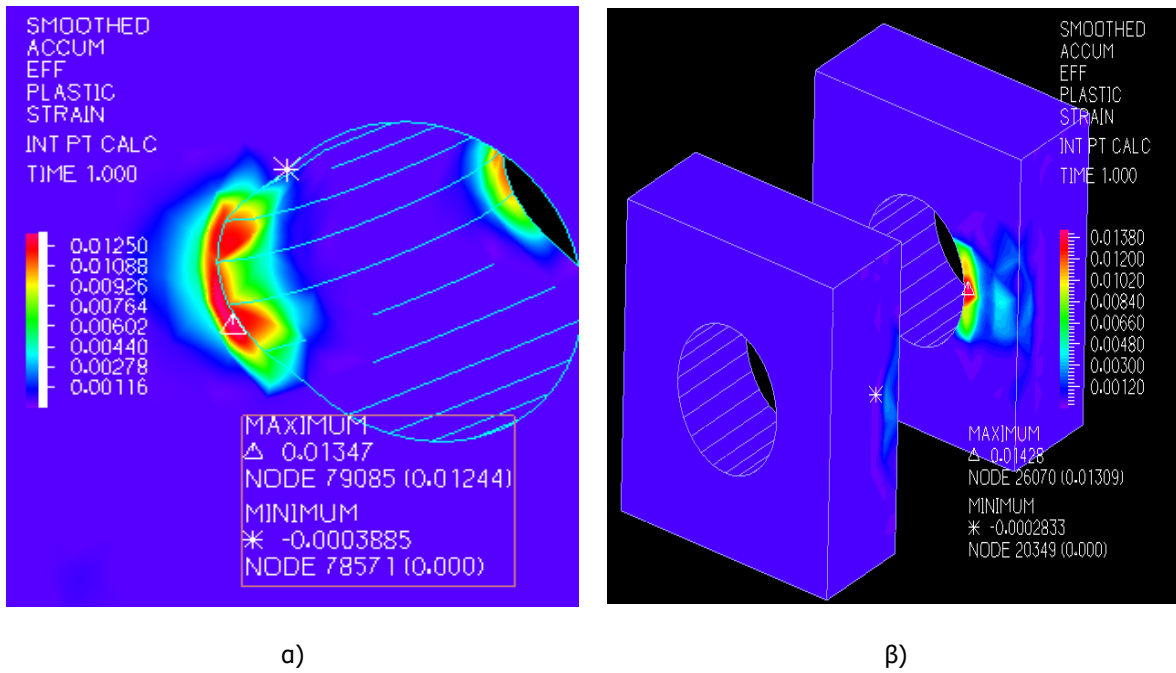 SMOOTHED
ACCUM
EFF
PLASTIC
STRAIN
INT PT CALC
TIME 1.000
0.01250
0.01088
0.00926
0.00764
0.00602
0.00440
0.00278
0.00116
MAXIMUM
△ 0.01347
NODE 79085 (0.01244)
MINIMUM
✳ -0.0003885
NODE 78571 (0.000)
α)
SMOOTHED
ACCUM
EFF
PLASTIC
STRAIN
INT PT CALC
TIME 1.000
0.01380
0.01200
0.01020
0.00840
0.00660
0.00480
0.00300
0.00120
MAXIMUM
△ 0.01428
NODE 26070 (0.01309)
MINIMUM
✳ -0.0002833
NODE 20349 (0.000)
β)